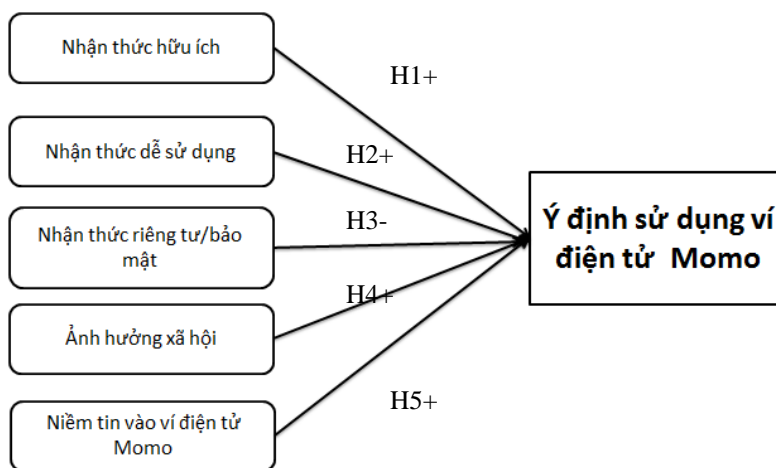 Nhận thức hữu ích
H1+
Nhận thức dễ sử dụng
H2+
Nhận thức riêng tư/bảo
mật
H3-
Ý định sử dụng ví
điện tử Momo
Ảnh hưởng xã hội
H4+
Niềm tin vào ví điện tử
Momo
H5+